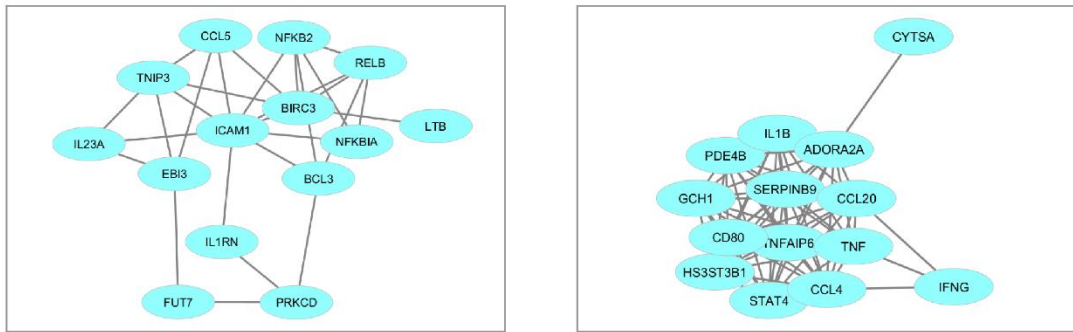 CCL5
NFKB2
RELB
TNIP3
BIRC3
LTB
IL23A
ICAM1
NFKBIA
EBI3
BCL3
IL1RN
FUT7
PRKCD
CYTSA
IL1B
PDE4B
ADORA2A
GCH1
SERPINB9
CCL20
CD80
TNFAIP6
TNF
HS3ST3B1
STAT4
CCL4
IFNG